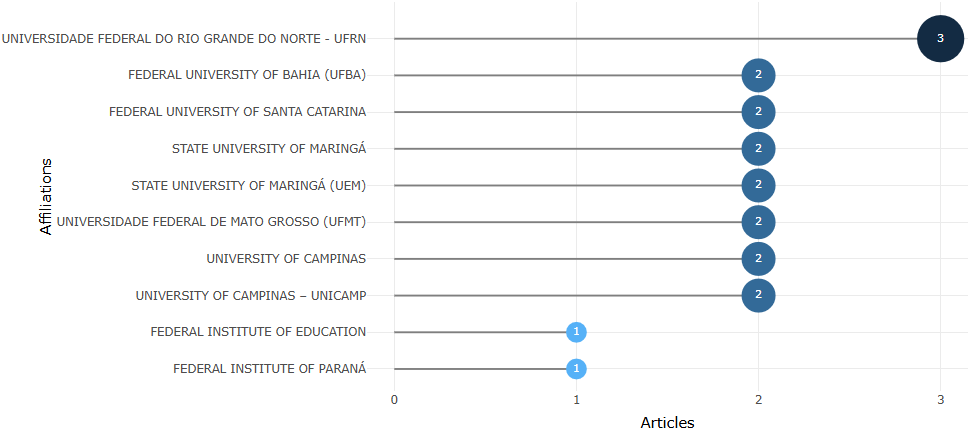 UNIVERSIDADE FEDERAL DO RIO GRANDE DO NORTE - UFRN
3
FEDERAL UNIVERSITY OF BAHIA (UFBA)
2
FEDERAL UNIVERSITY OF SANTA CATARINA
2
STATE UNIVERSITY OF MARINGÁ
2
STATE UNIVERSITY OF MARINGÁ (UEM)
2
UNIVERSIDADE FEDERAL DE MATO GROSSO (UFMT)
2
UNIVERSITY OF CAMPINAS
2
UNIVERSITY OF CAMPINAS – UNICAMP
2
FEDERAL INSTITUTE OF EDUCATION
1
FEDERAL INSTITUTE OF PARANÁ
1
Affiliations
0 1 2 3
Articles